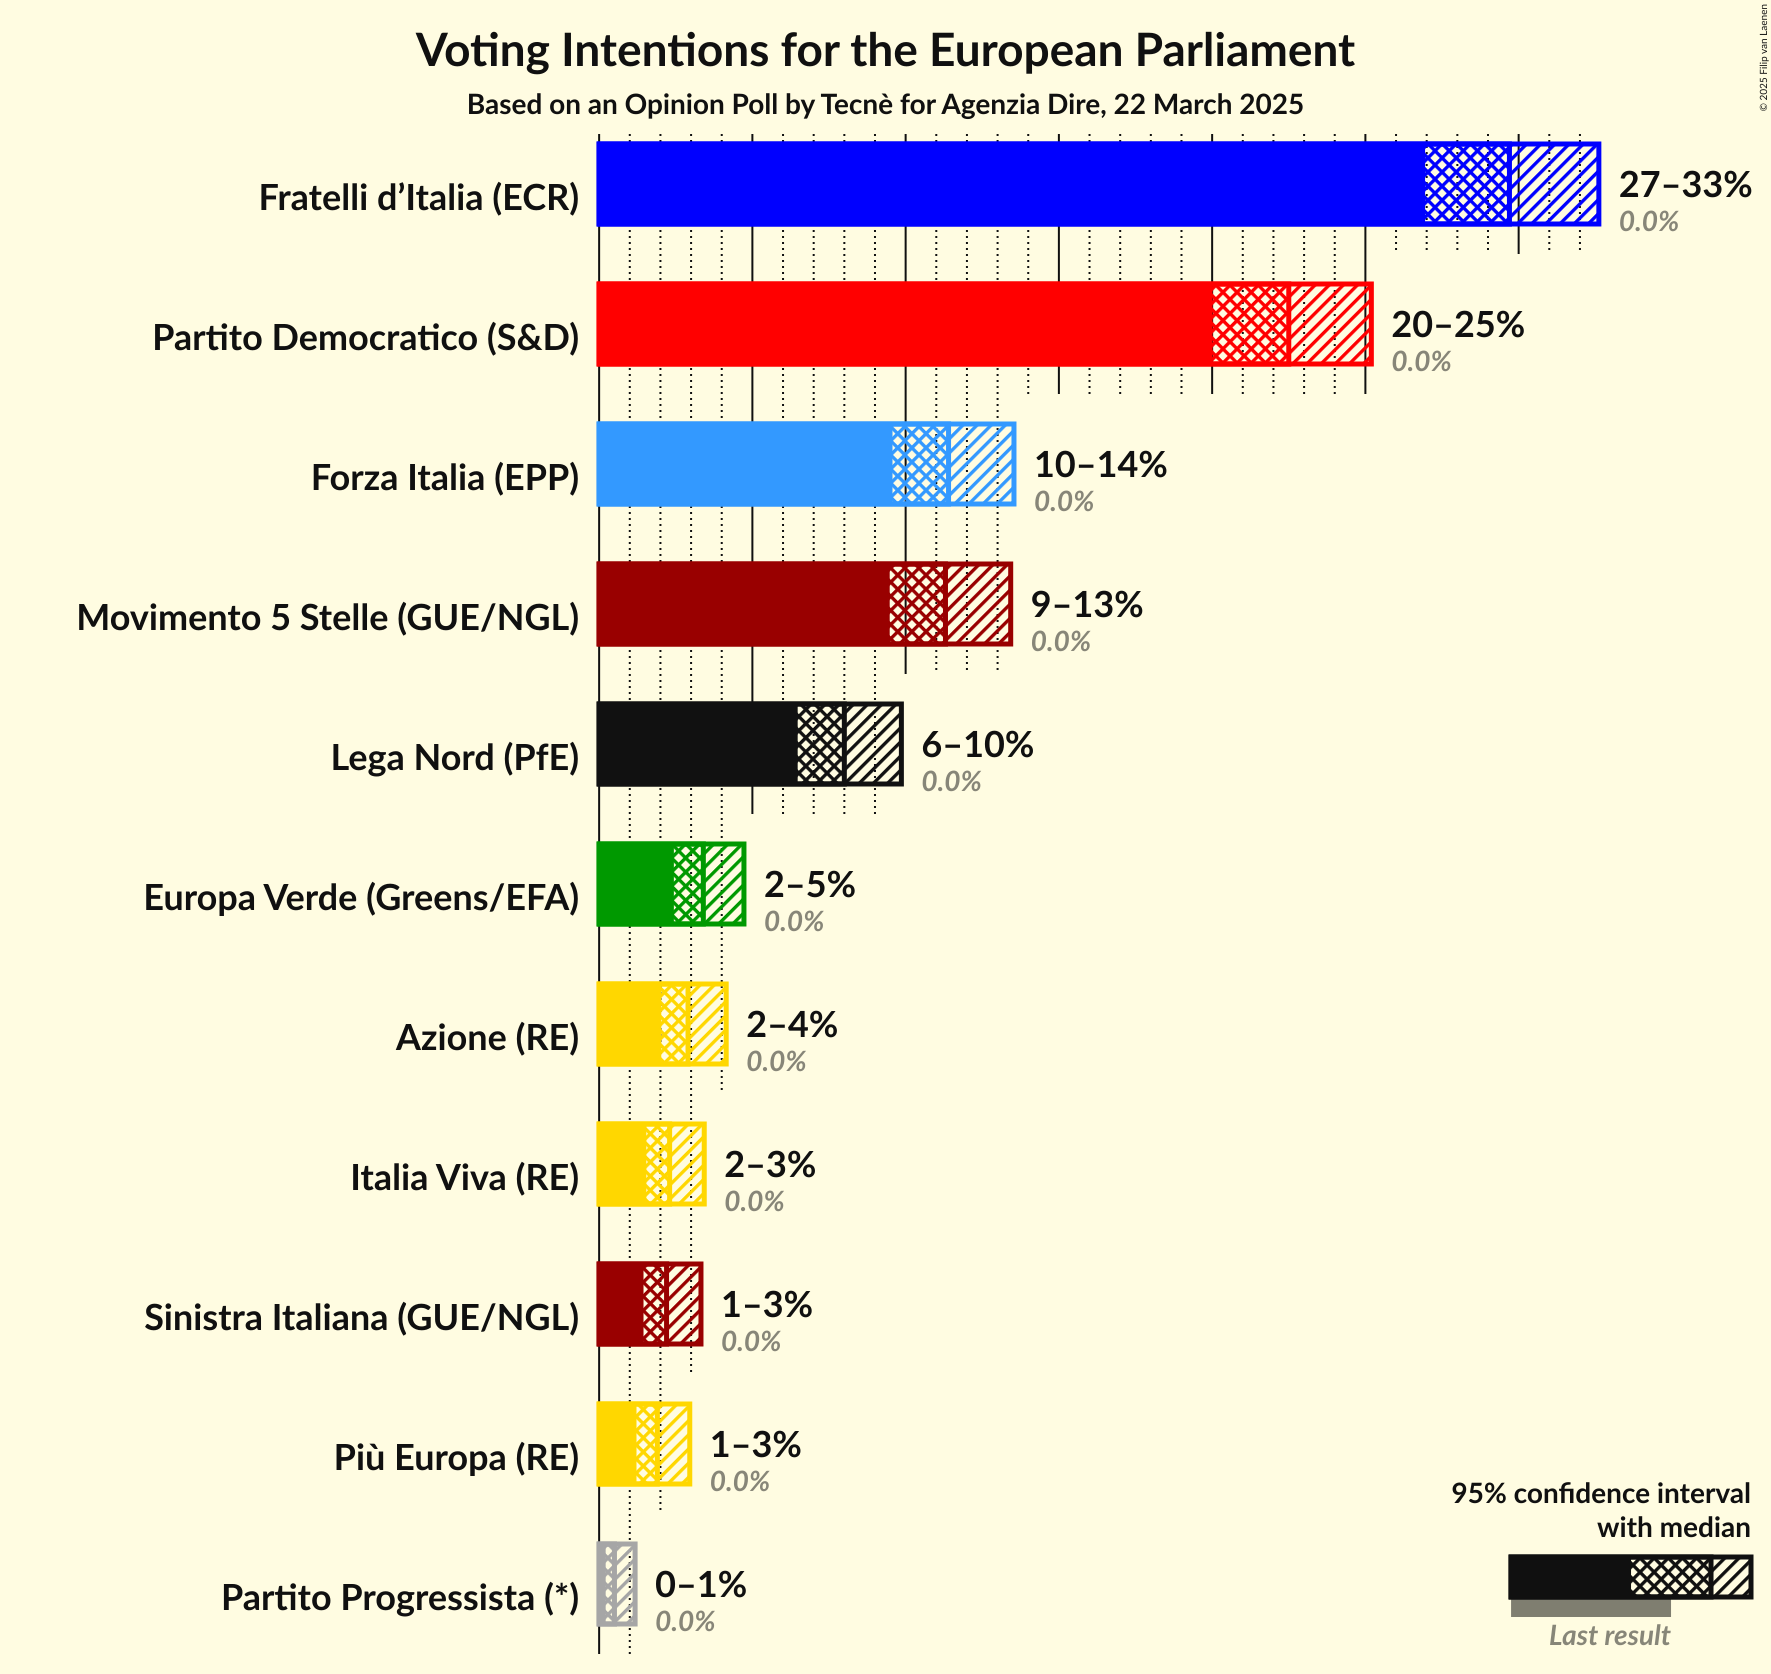 Voting Intentions for the European Parliament
Based on an Opinion Poll by Tecnè for Agenzia Dire, 22 March 2025
© 2025 Filip van Laenen
Fratelli d’Italia (ECR)
27–33%
0.0%
Partito Democratico (S&D)
20–25%
0.0%
Forza Italia (EPP)
10–14%
0.0%
Movimento 5 Stelle (GUE/NGL)
9–13%
0.0%
Lega Nord (PfE)
6–10%
0.0%
Europa Verde (Greens/EFA)
2–5%
0.0%
Azione (RE)
2–4%
0.0%
Italia Viva (RE)
2–3%
0.0%
Sinistra Italiana (GUE/NGL)
1–3%
0.0%
Più Europa (RE)
1–3%
0.0%
Partito Progressista (*)
0–1%
0.0%
95% confidence interval
with median
Last result